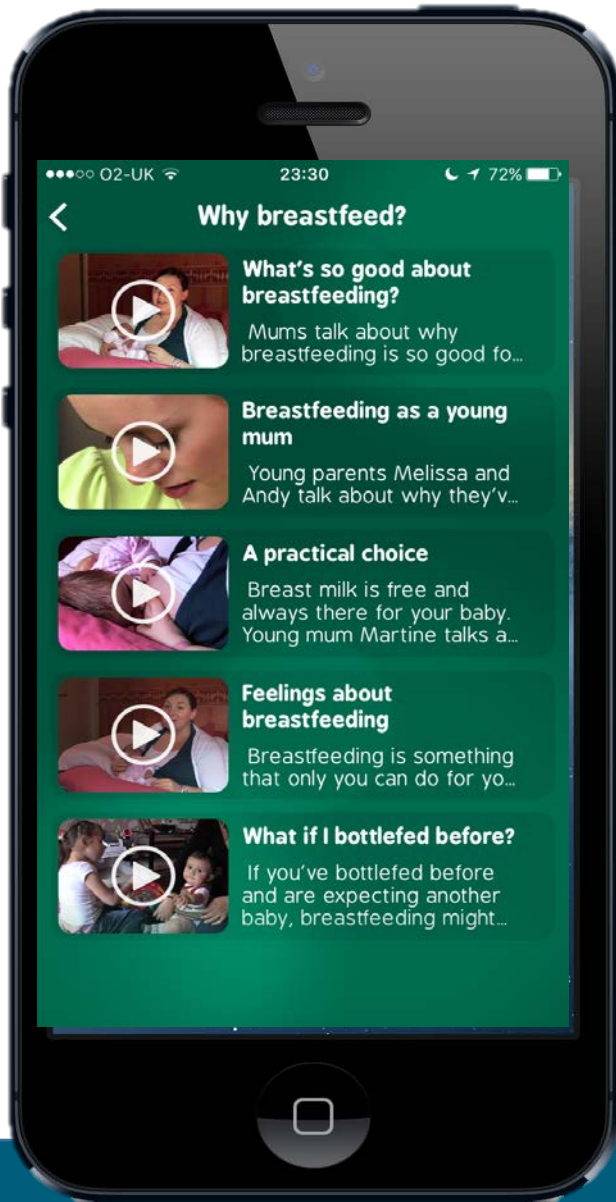 ●●●○○ O2-UK 23:30 72%
Why breastfeed?
What's so good about
breastfeeding?
Mums talk about why
breastfeeding is so good fo...
Breastfeeding as a young
mum
Young parents Melissa and
Andy talk about why they'v...
A practical choice
Breast milk is free and
always there for your baby.
Young mum Martine talks a...
Feelings about
breastfeeding
Breastfeeding is something
that only you can do for yo...
What if I bottlefed before?
If you've bottlefed before
and are expecting another
baby, breastfeeding might...